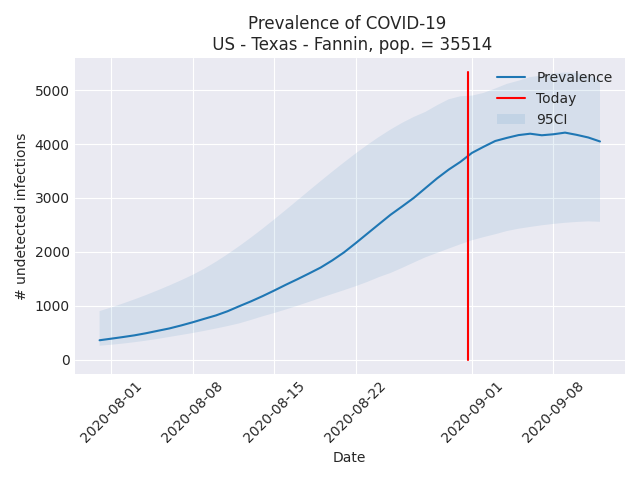 Prevalence of COVID-19
US - Texas - Fannin, pop. = 35514
# undetected infections
5000
4000
3000
2000
1000
0
Prevalence
Today
95CI
2020-08-01
2020-08-08
2020-08-15
2020-08-22
2020-09-01
2020-09-08
Date